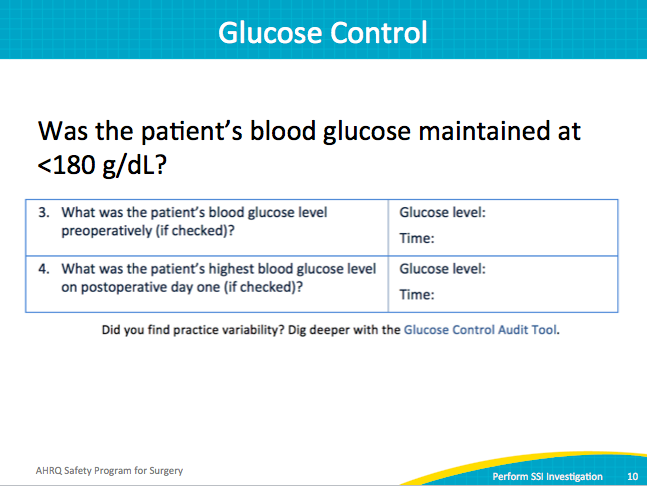 Glucose Control
Was the patient's blood glucose maintained at
<180 g/dL?
3. What was the patient's blood glucose level
preoperatively (if checked)?
Glucose level:
Time:
4. What was the patient's highest blood glucose level
on postoperative day one (if checked)?
Glucose level:
Time:
Did you find practice variability? Dig deeper with the Glucose Control Audit Tool.
AHRQ Safety Program for Surgery
Perform SSI Investigation 10